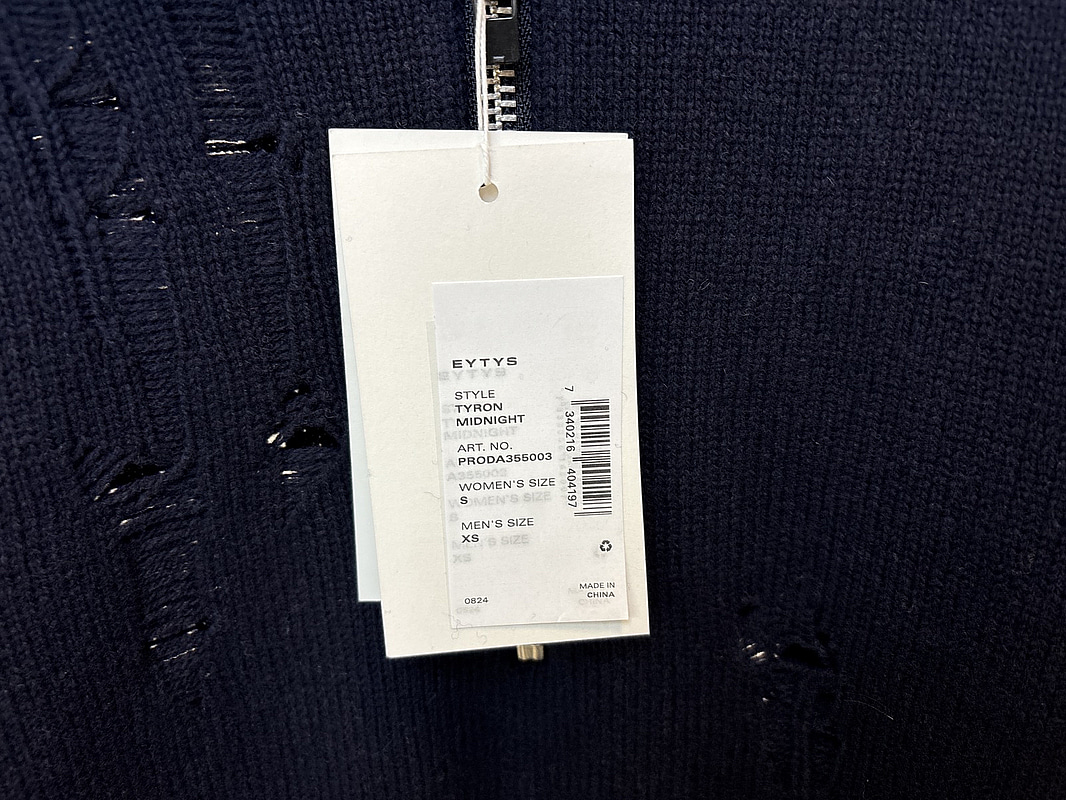 EYTYS
STYLE
TYRON
MIDNIGHT
ART. NO.
PRODA355003
WOMEN'S SIZE
S
MEN'S SIZE
XS
0824
MADE IN
CHINA
7 340216 404197